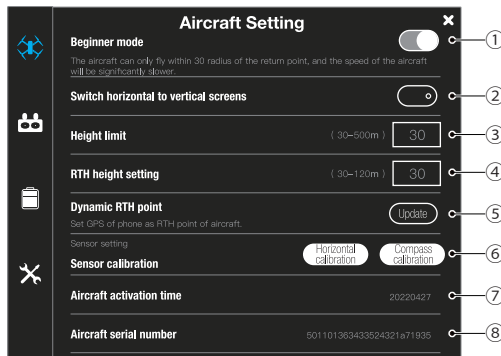 Aircraft Setting
Beginner mode
①
The aircraft can only fly within 30 radius of the return point, and the speed of the aircraft
will be significantly slower.
Switch horizontal to vertical screens
②
Height limit
( 30-500m )
30
③
RTH height setting
( 30-120m )
30
④
Dynamic RTH point
Set GPS of phone as RTH point of aircraft.
Update
⑤
Sensor setting
Sensor calibration
Horizontal
calibration
Compass
calibration
⑥
Aircraft activation time
20220427
⑦
Aircraft serial number
501101363433524321a71935
⑧